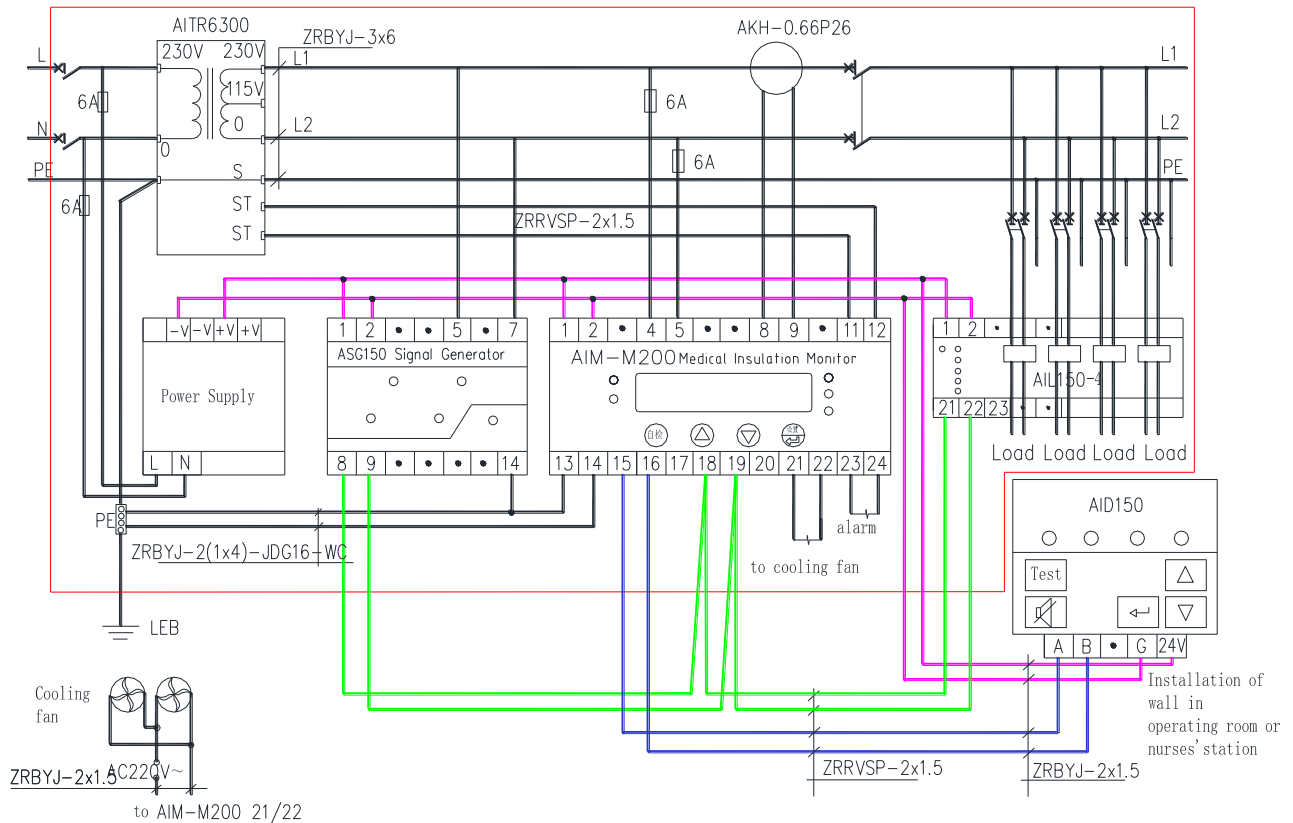 AITR6300
AKH-0.66P26
230V 230V
ZRBYJ-3x6
L
L1
L1
115V
6A
6A
N
0
L2
L2
0
6A
PE
S
PE
6A
ST
ZRRVSP-2x1.5
ST
-V -V +V +V
1 2 • • 5 • 7
1 2 • 4 5 • • 8 9 • 11 12
1 2 • •
ASG150 Signal Generator
AIM-M200 Medical Insulation Monitor
Power Supply
AIL150-4
21 22 23 • •
自检
设置
L N
8 9 • • • • 14
13 14 15 16 17 18 19 20 21 22 23 24
Load Load Load Load
PE
alarm
AID150
ZRBYJ-2(1x4)-JDG16-WC
to cooling fan
Test
LEB
A B • G 24V
Cooling
fan
Installation of
wall in
operating room or
nurses' station
AC220V~
ZRBYJ-2x1.5
ZRRVSP-2x1.5
ZRBYJ-2x1.5
to AIM-M200 21/22